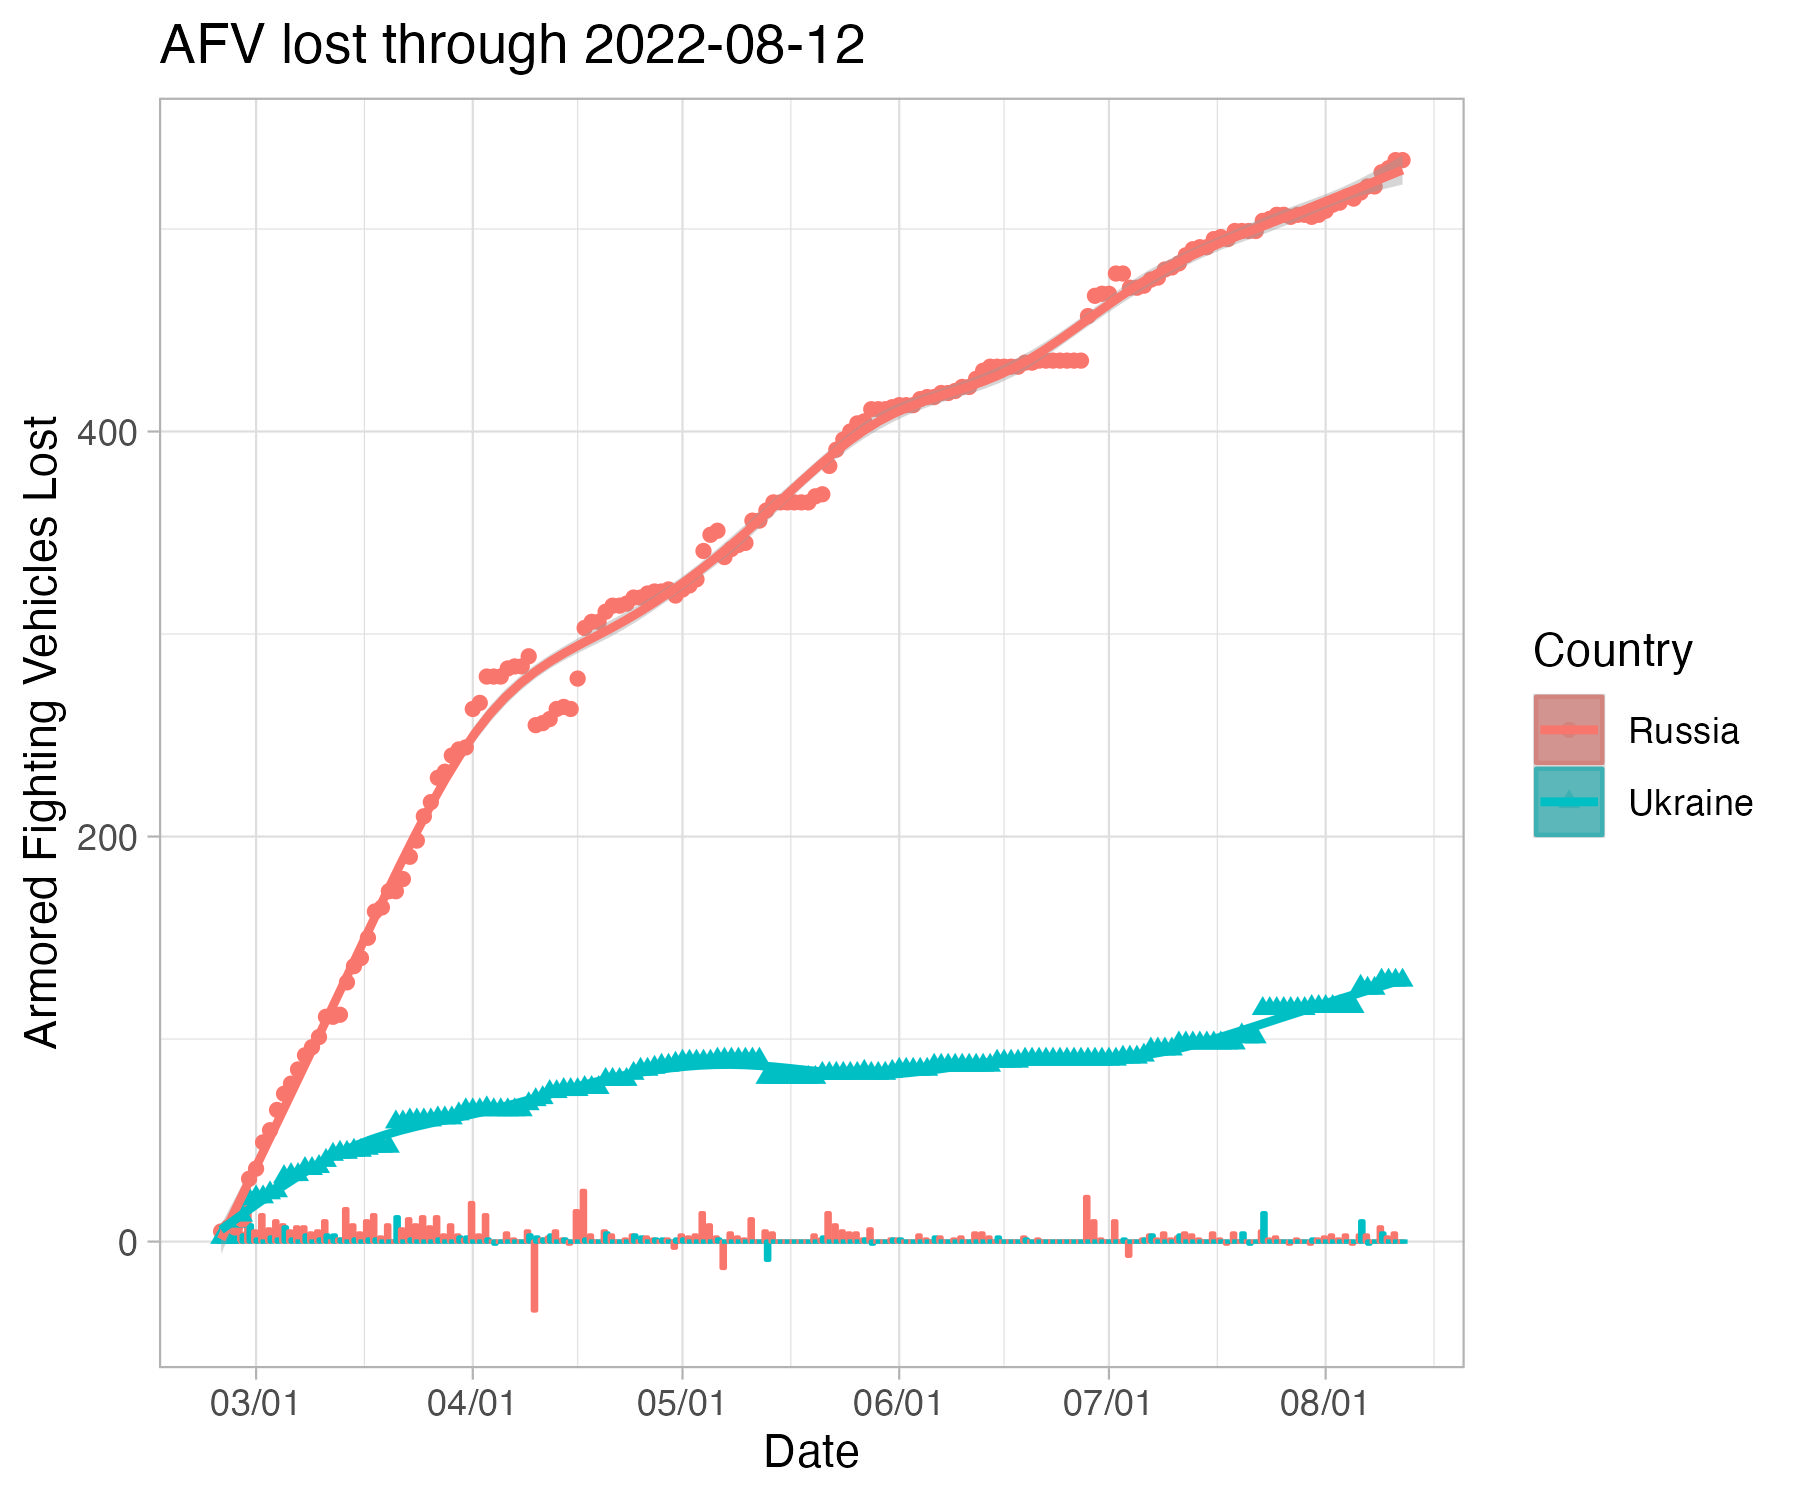 AFV lost through 2022-08-12
Armored Fighting Vehicles Lost
400
200
0
03/01 04/01 05/01 06/01 07/01 08/01
Date
Country
Russia
Ukraine